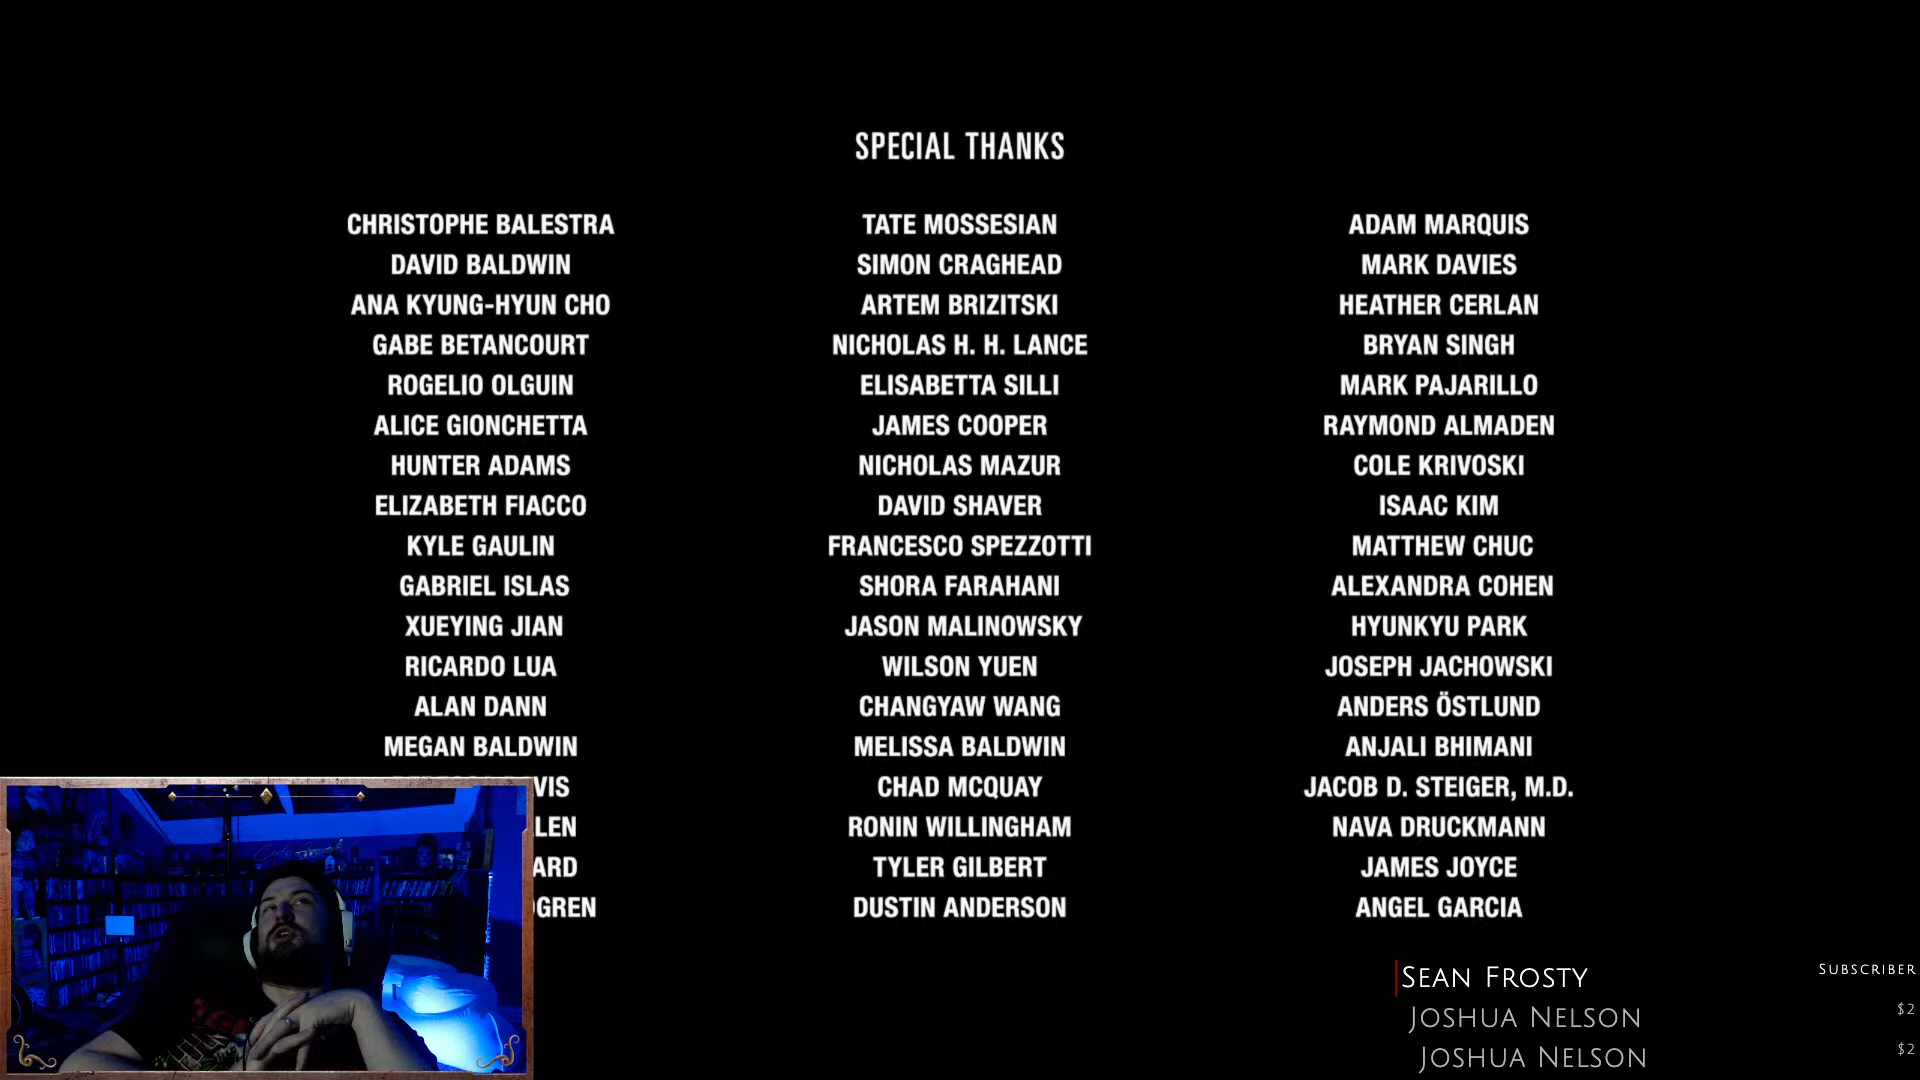 SPECIAL THANKS
CHRISTOPHE BALESTRA
DAVID BALDWIN
ANA KYUNG-HYUN CHO
GABE BETANCOURT
ROGELIO OLGUIN
ALICE GIONCHETTA
HUNTER ADAMS
ELIZABETH FIACCO
KYLE GAULIN
GABRIEL ISLAS
XUEYING JIAN
RICARDO LUA
ALAN DANN
MEGAN BALDWIN
TATE MOSSESIAN
SIMON CRAGHEAD
ARTEM BRIZITSKI
NICHOLAS H. H. LANCE
ELISABETTA SILLI
JAMES COOPER
NICHOLAS MAZUR
DAVID SHAVER
FRANCESCO SPEZZOTTI
SHORA FARAHANI
JASON MALINOWSKY
WILSON YUEN
CHANGYAW WANG
MELISSA BALDWIN
CHAD MCQUAY
RONIN WILLINGHAM
TYLER GILBERT
DUSTIN ANDERSON
ADAM MARQUIS
MARK DAVIES
HEATHER CERLAN
BRYAN SINGH
MARK PAJARILLO
RAYMOND ALMADEN
COLE KRIVOSKI
ISAAC KIM
MATTHEW CHUC
ALEXANDRA COHEN
HYUNKYU PARK
JOSEPH JACHOWSKI
ANDERS ÖSTLUND
ANJALI BHIMANI
JACOB D. STEIGER, M.D.
NAVA DRUCKMANN
JAMES JOYCE
ANGEL GARCIA
SEAN FROSTY SUBSCRIBER
JOSHUA NELSON $2
JOSHUA NELSON $2